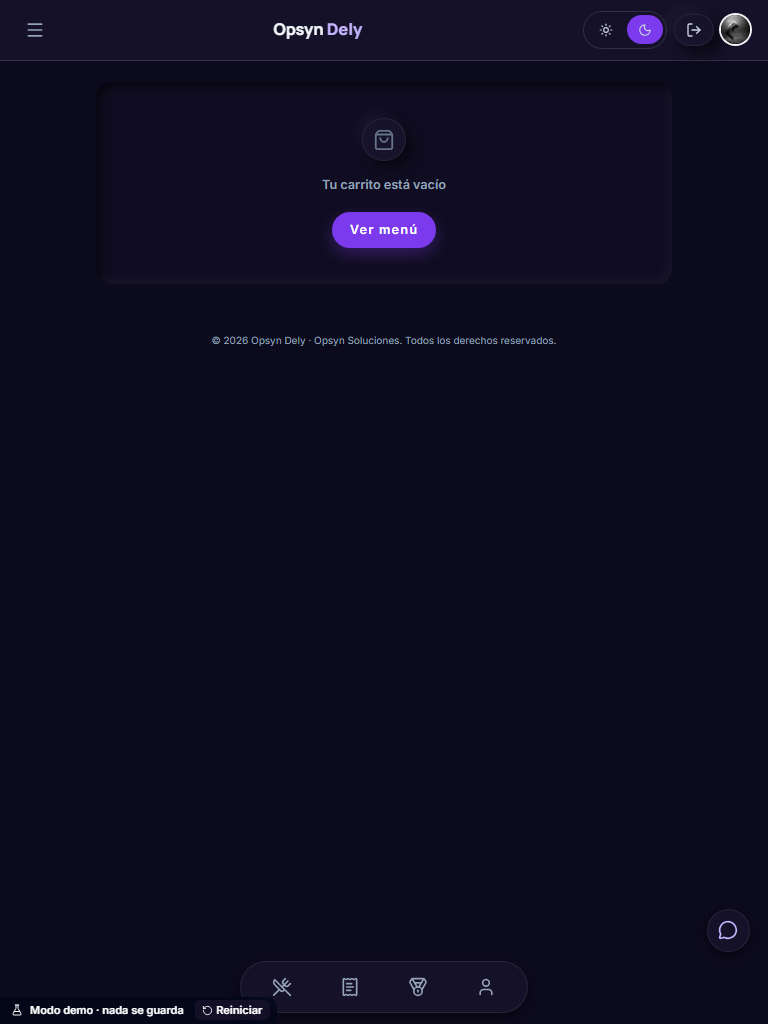 Opsyn Dely
Tu carrito está vacío
Ver menú
© 2026 Opsyn Dely · Opsyn Soluciones. Todos los derechos reservados.
Modo demo · nada se guarda
Reiniciar